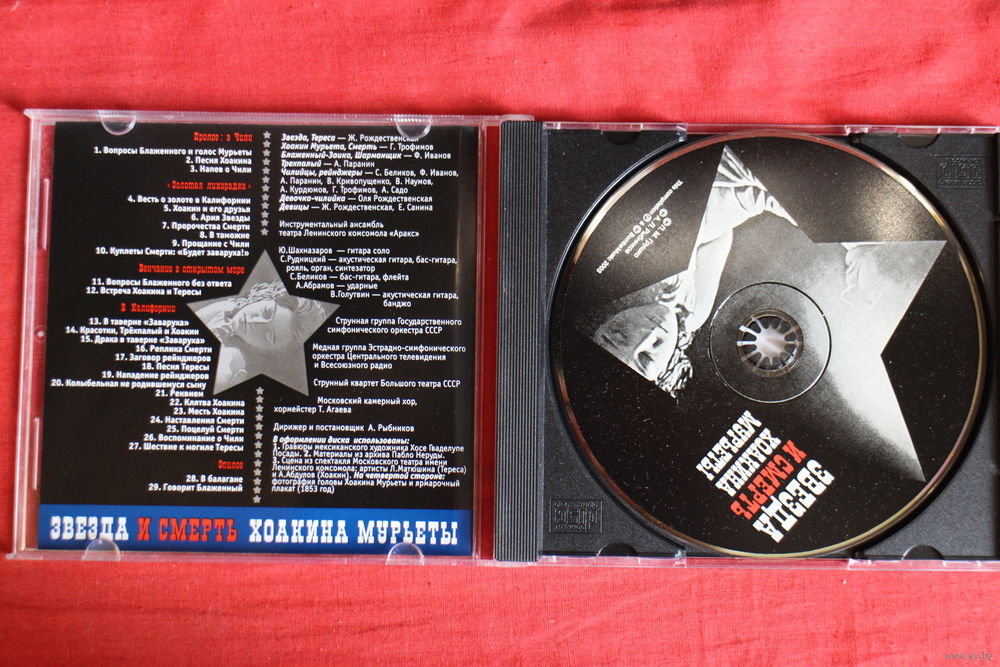 Пролог: в Чили
1. Вопросы Блаженного и голос Мурьеты
2. Песня Хоакина
3. Напев о Чили
«Золотая лихорадка»
4. Весть о золоте в Калифорнии
5. Хоакин и его друзья
6. Ария Звезды
7. Пророчества Смерти
8. В таможне
9. Прощание с Чили
10. Куплеты Смерти: «Будет заваруха!»
Венчание в открытом море
11. Вопросы Блаженного без ответа
12. Встреча Хоакина и Тересы
В Калифорнии
13. В таверне «Заваруха»
14. Красотки, Трёхпалый и Хоакин
15. Драка в таверне «Заваруха»
16. Реплика Смерти
17. Заговор рейнджеров
18. Песня Тересы
19. Нападение рейнджеров
20. Колыбельная не родившемуся сыну
21. Реквием
22. Клятва Хоакина
23. Месть Хоакина
24. Наставления Смерти
25. Поцелуй Смерти
26. Воспоминание о Чили
27. Шествие к могиле Тересы
Эпилог
28. В балагане
29. Говорит Блаженный
Звезда, Тереса — Ж. Рождественская
Хоакин Мурьета, Смерть — Г. Трофимов
Блаженный-Заика, Шарманщик — Ф. Иванов
Трехпалый — А. Паранин
Чилийцы, рейнджеры — С. Беликов, Ф. Иванов,
А. Паранин, В. Кривопущенко, В. Наумов,
А. Курдюмов, Г. Трофимов, А. Садо
Девочка-чилийка — Оля Рождественская
Девицы — Ж. Рождественская, Е. Санина
Инструментальный ансамбль
театра Ленинского комсомола «Аракс»
Ю.Шахназаров — гитара соло
С.Рудницкий — акустическая гитара, бас-гитара,
рояль, орган, синтезатор
С.Беликов — бас-гитара, флейта
А.Абрамов — ударные
В.Голутвин — акустическая гитара,
банджо
Струнная группа Государственного
симфонического оркестра СССР
Медная группа Эстрадно-симфонического
оркестра Центрального телевидения
и Всесоюзного радио
Струнный квартет Большого театра СССР
Московский камерный хор,
хормейстер Т. Агаева
Дирижер и постановщик А. Рыбников
В оформлении диска использованы:
1. Гравюры мексиканского художника Хосе Гваделупе
Посады. 2. Материалы из архива Пабло Неруды.
3. Сцена из спектакля Московского театра имени
Ленинского комсомола: артисты Л.Матюшина (Тереса)
и А.Абдулов (Хоакин). На четвертой стороне:
фотография головы Хоакина Мурьеты и ярмарочный
плакат (1853 год)
ЗВЕЗДА И СМЕРТЬ ХОАКИНА МУРЬЕТЫ
© П. М. Грушко
© А. Л. Рыбников
This compilation © & ℗ Bomba Music 2003
ЗВЕЗДА
И СМЕРТЬ
ХОАКИНА
МУРЬЕТЫ
www.ay.by